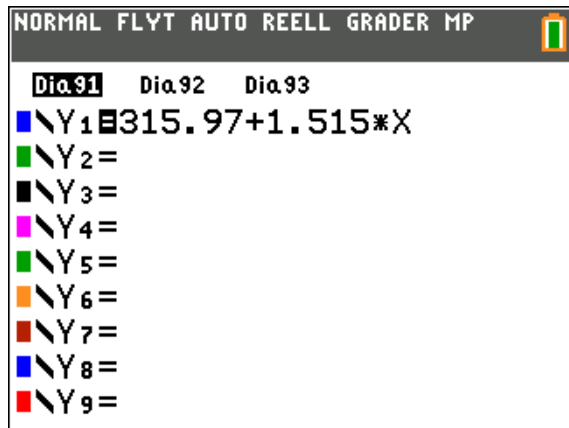 NORMAL FLYT AUTO REELL GRADER MP
Dia91 Dia92 Dia93
\Y1=315.97+1.515*X
\Y2=
\Y3=
\Y4=
\Y5=
\Y6=
\Y7=
\Y8=
\Y9=